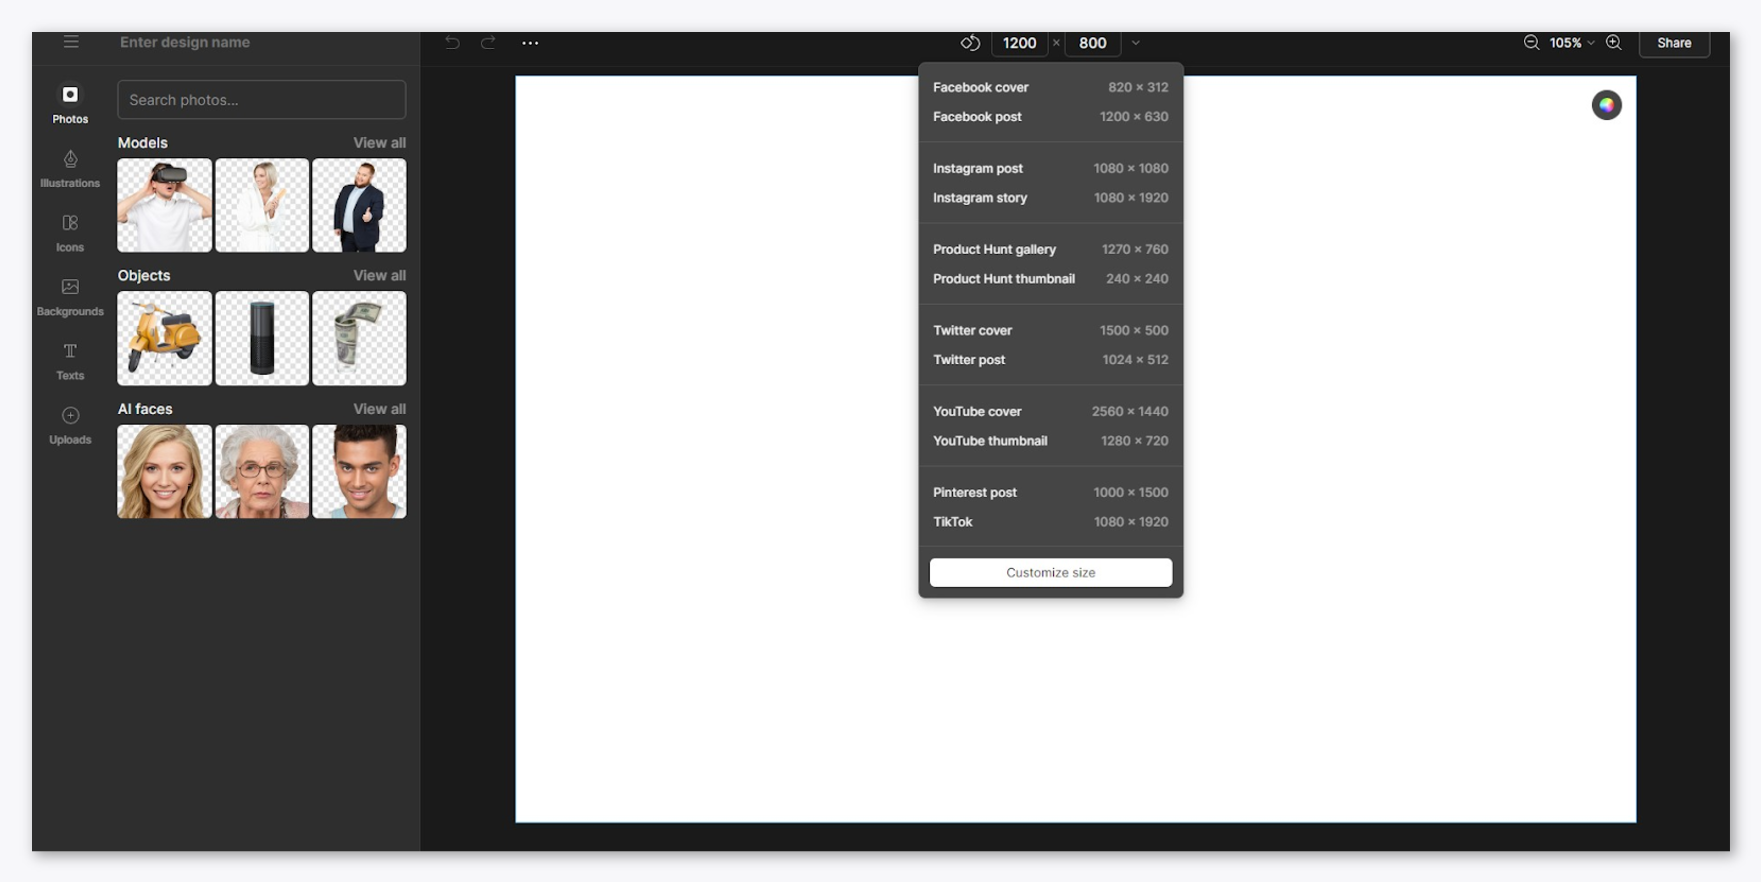 Enter design name
1200 × 800
105%
Share
Photos
Illustrations
Icons
Backgrounds
Texts
Uploads
Search photos...
Models View all
Objects View all
AI faces View all
Facebook cover 820 × 312
Facebook post 1200 × 630
Instagram post 1080 × 1080
Instagram story 1080 × 1920
Product Hunt gallery 1270 × 760
Product Hunt thumbnail 240 × 240
Twitter cover 1500 × 500
Twitter post 1024 × 512
YouTube cover 2560 × 1440
YouTube thumbnail 1280 × 720
Pinterest post 1000 × 1500
TikTok 1080 × 1920
Customize size